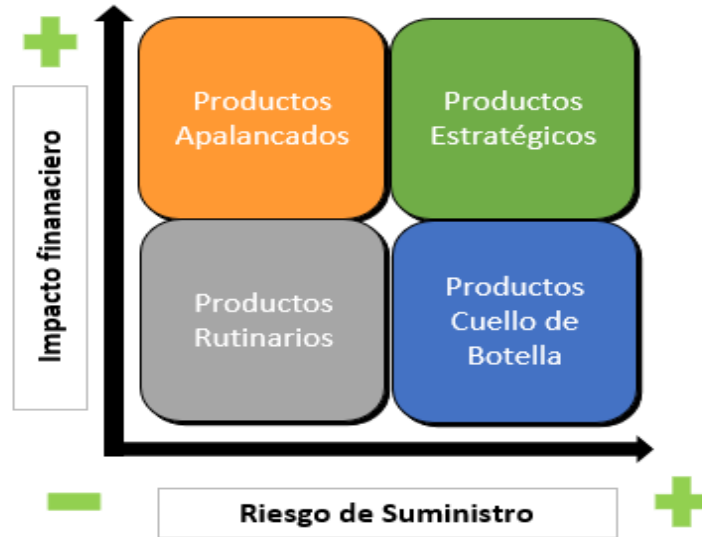 Impacto finanaciero
Productos
Apalancados
Productos
Estratégicos
Productos
Rutinarios
Productos
Cuello de
Botella
Riesgo de Suministro